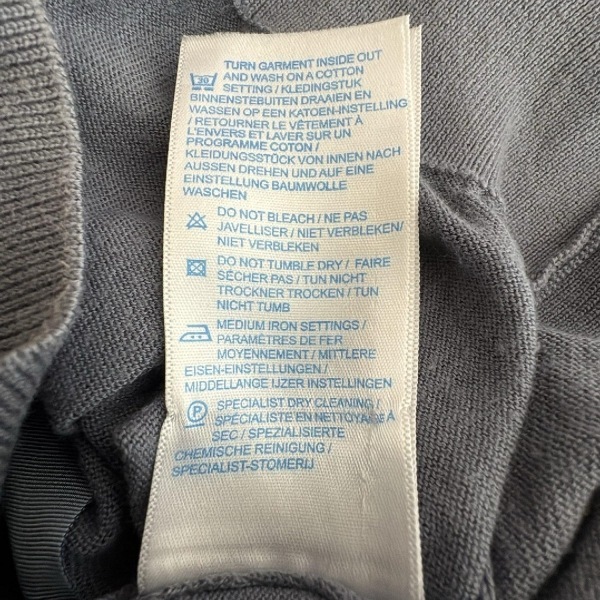 TURN GARMENT INSIDE OUT
30 AND WASH ON A COTTON
SETTING / KLEDINGSTUK
BINNENSTEBUITEN DRAAIEN EN
WASSEN OP EEN KATOEN-INSTELLING
/ RETOURNER LE VÊTEMENT À
L'ENVERS ET LAVER SUR UN
PROGRAMME COTON /
KLEIDUNGSSTÜCK VON INNEN NACH
AUSSEN DREHEN UND AUF EINE
EINSTELLUNG BAUMWOLLE
WASCHEN
DO NOT BLEACH / NE PAS
JAVELLISER / NIET VERBLEKEN/
NIET VERBLEKEN
DO NOT TUMBLE DRY / FAIRE
SÉCHER PAS / TUN NICHT
TROCKNER TROCKEN / TUN
NICHT TUMB
MEDIUM IRON SETTINGS /
PARAMÈTRES DE FER
MOYENNEMENT / MITTLERE
EISEN-EINSTELLUNGEN /
MIDDELLANGE IJZER INSTELLINGEN
P SPECIALIST DRY CLEANING /
SPÉCIALISTE EN NETTOYAGE À
SEC / SPEZIALISIERTE
CHEMISCHE REINIGUNG /
SPECIALIST-STOMERIJ